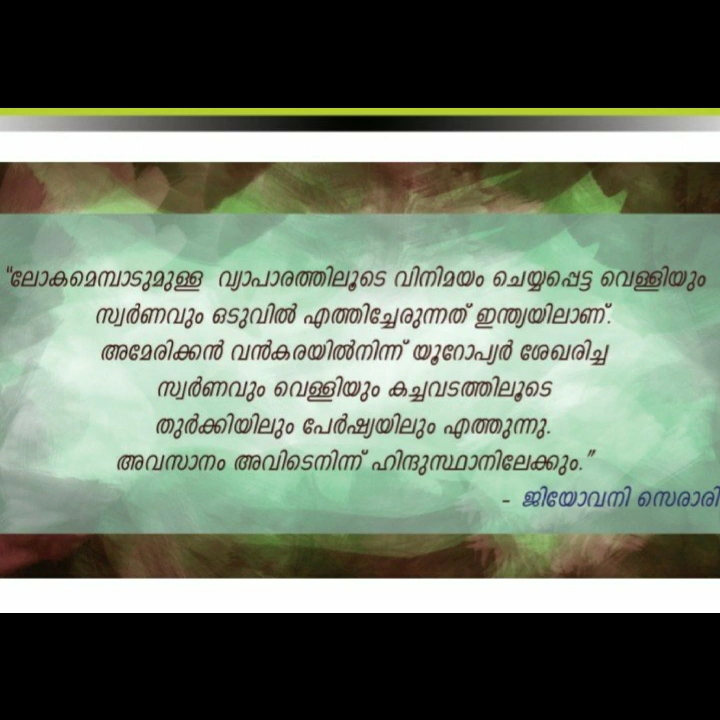 "ലോകമെമ്പാടുമുള്ള വ്യാപാരത്തിലൂടെ വിനിമയം ചെയ്യപ്പെട്ട വെള്ളിയും
സ്വർണവും ഒടുവിൽ എത്തിച്ചേരുന്നത് ഇന്ത്യയിലാണ്.
അമേരിക്കൻ വൻകരയിൽനിന്ന് യൂറോപ്യർ ശേഖരിച്ച
സ്വർണവും വെള്ളിയും കച്ചവടത്തിലൂടെ
തുർക്കിയിലും പേർഷ്യയിലും എത്തുന്നു.
അവസാനം അവിടെനിന്ന് ഹിന്ദുസ്ഥാനിലേക്കും."
- ജിയോവനി സെരാരി